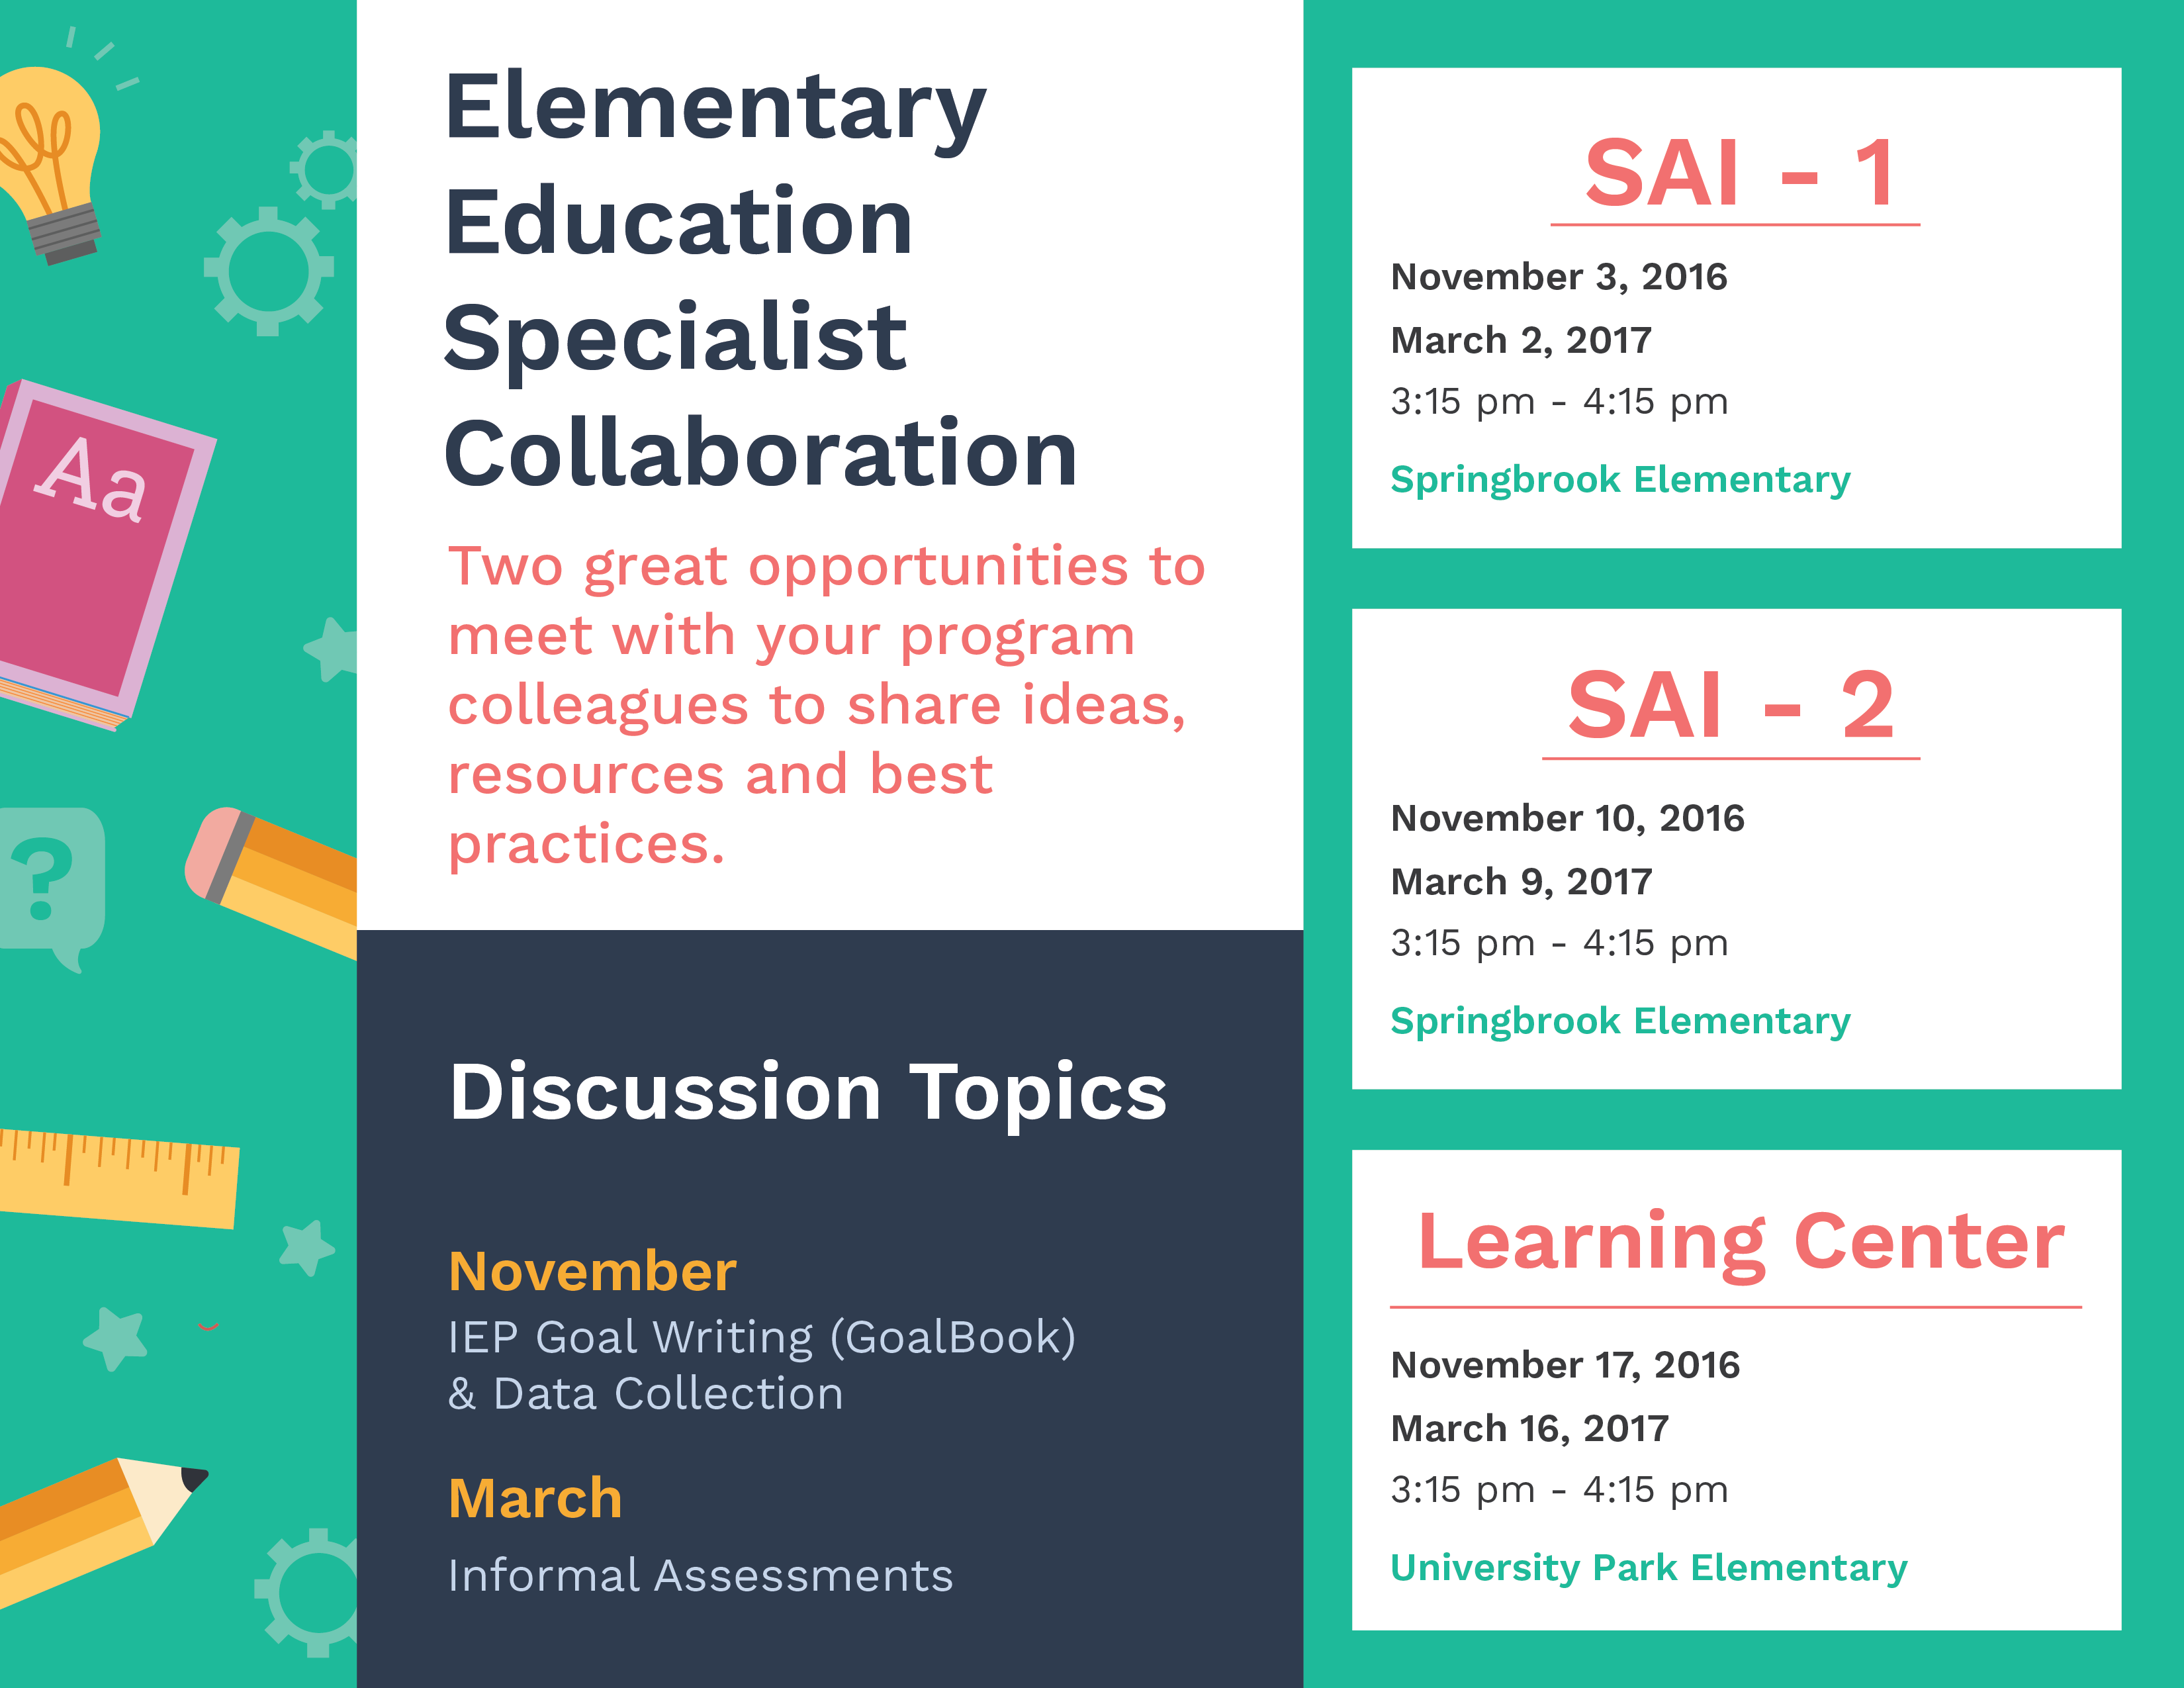 Elementary
Education
Specialist
Collaboration
Two great opportunities to
meet with your program
colleagues to share ideas,
resources and best
practices.
Discussion Topics
November
IEP Goal Writing (GoalBook)
& Data Collection
March
Informal Assessments
SAI - 1
November 3, 2016
March 2, 2017
3:15 pm - 4:15 pm
Springbrook Elementary
SAI - 2
November 10, 2016
March 9, 2017
3:15 pm - 4:15 pm
Springbrook Elementary
Learning Center
November 17, 2016
March 16, 2017
3:15 pm - 4:15 pm
University Park Elementary
Aa
?